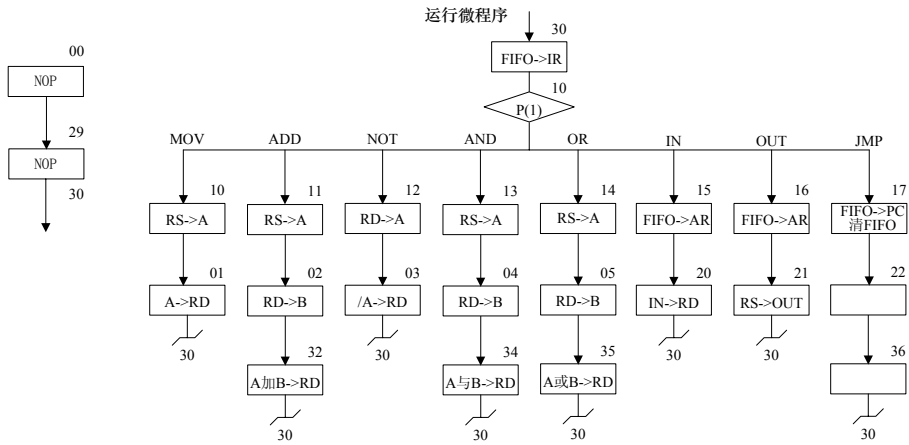 运行微程序
00
NOP
29
NOP
30
30
FIFO->IR
10
P(1)
MOV ADD NOT AND OR IN OUT JMP
10 11 12 13 14 15 16 17
RS->A RS->A RD->A RS->A RS->A FIFO->AR FIFO->AR FIFO->PC
清FIFO
01 02 03 04 05 20 21 22
A->RD RD->B /A->RD RD->B RD->B IN->RD RS->OUT
30 30 30 30
32 34 35 36
A加B->RD A与B->RD A或B->RD
30 30 30 30